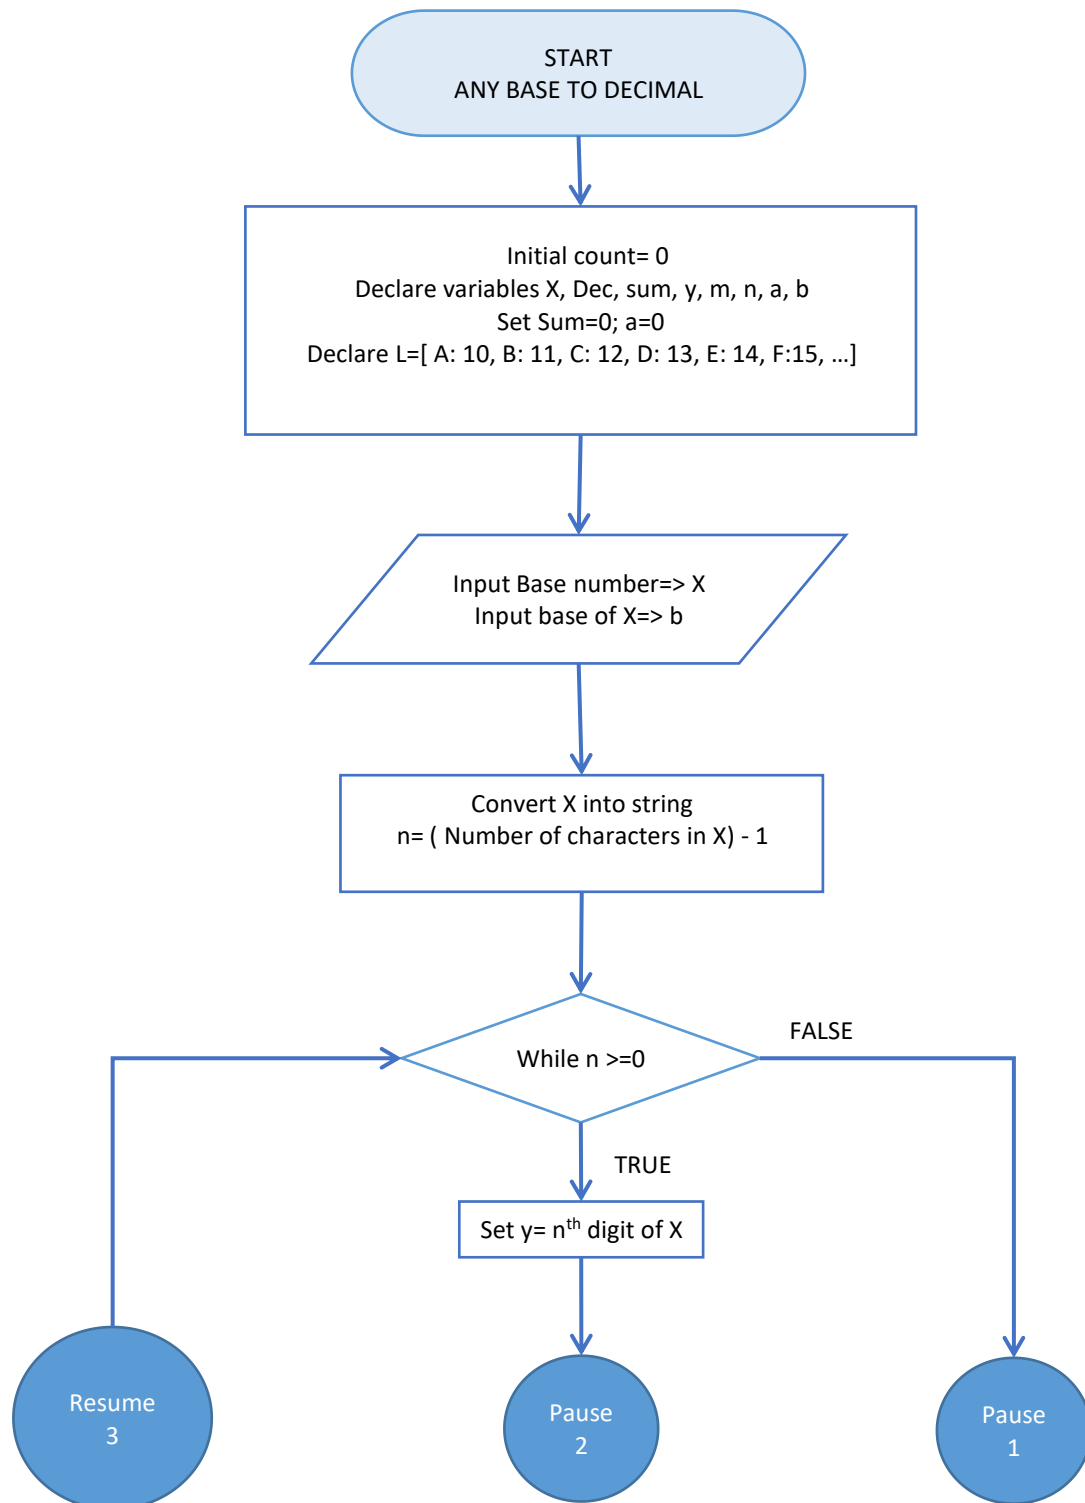 START
ANY BASE TO DECIMAL
Initial count= 0
Declare variables X, Dec, sum, y, m, n, a, b
Set Sum=0; a=0
Declare L=[ A: 10, B: 11, C: 12, D: 13, E: 14, F:15, ...]
Input Base number=> X
Input base of X=> b
Convert X into string
n= ( Number of characters in X) - 1
While n >=0
FALSE
TRUE
Set y= nth digit of X
Resume
3
Pause
2
Pause
1